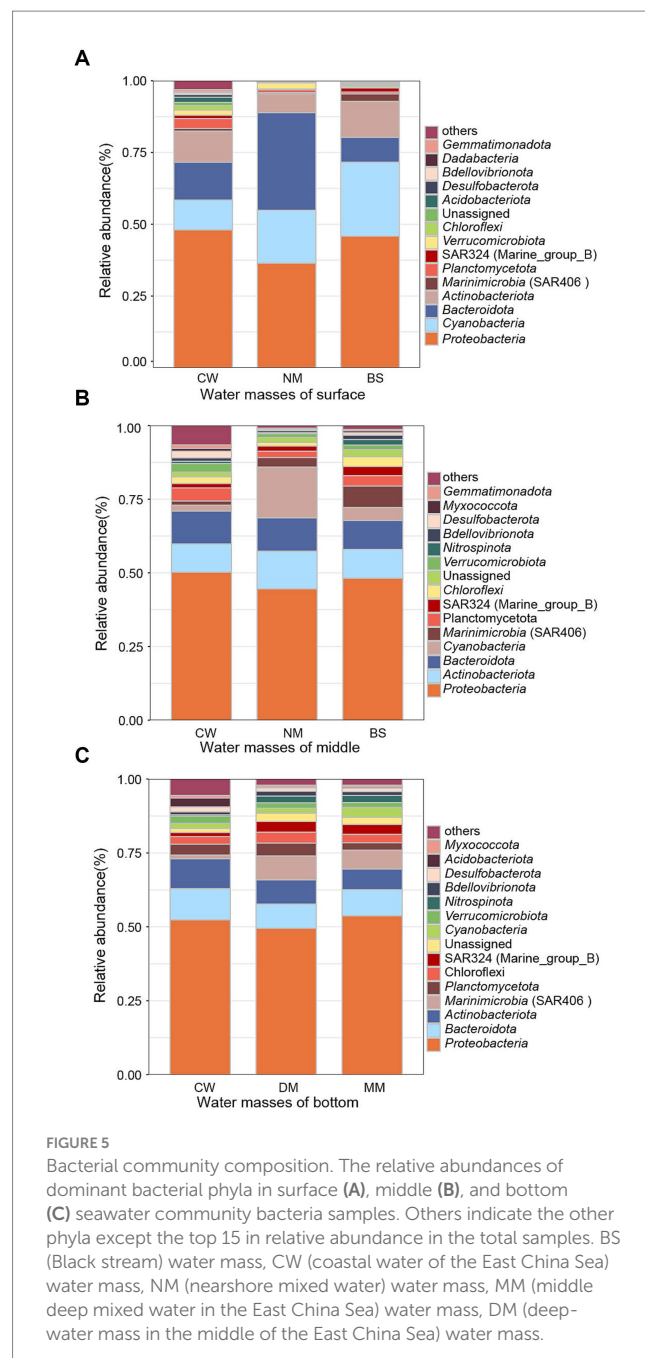 A
1.00
0.75
0.50
0.25
0.00
Relative abundance(%)
CW NM BS
Water masses of surface
others
Gemmatimonadota
Dadabacteria
Bdellovibrionota
Desulfobacterota
Acidobacteriota
Unassigned
Chloroflexi
Verrucomicrobiota
SAR324 (Marine_group_B)
Planctomycetota
Marinimicrobia (SAR406 )
Actinobacteriota
Bacteroidota
Cyanobacteria
Proteobacteria
B
1.00
0.75
0.50
0.25
0.00
Relative abundance(%)
CW NM BS
Water masses of middle
others
Gemmatimonadota
Myxococcota
Desulfobacterota
Bdellovibrionota
Nitrospinota
Verrucomicrobiota
Unassigned
Chloroflexi
SAR324 (Marine_group_B)
Planctomycetota
Marinimicrobia (SAR406)
Cyanobacteria
Bacteroidota
Actinobacteriota
Proteobacteria
C
1.00
0.75
0.50
0.25
0.00
Relative abundance(%)
CW DM MM
Water masses of bottom
others
Myxococcota
Acidobacteriota
Desulfobacterota
Bdellovibrionota
Nitrospinota
Verrucomicrobiota
Cyanobacteria
Unassigned
SAR324 (Marine_group_B)
Chloroflexi
Planctomycetota
Marinimicrobia (SAR406 )
Actinobacteriota
Bacteroidota
Proteobacteria
FIGURE 5
Bacterial community composition. The relative abundances of
dominant bacterial phyla in surface (A), middle (B), and bottom
(C) seawater community bacteria samples. Others indicate the other
phyla except the top 15 in relative abundance in the total samples. BS
(Black stream) water mass, CW (coastal water of the East China Sea)
water mass, NM (nearshore mixed water) water mass, MM (middle
deep mixed water in the East China Sea) water mass, DM (deep-
water mass in the middle of the East China Sea) water mass.